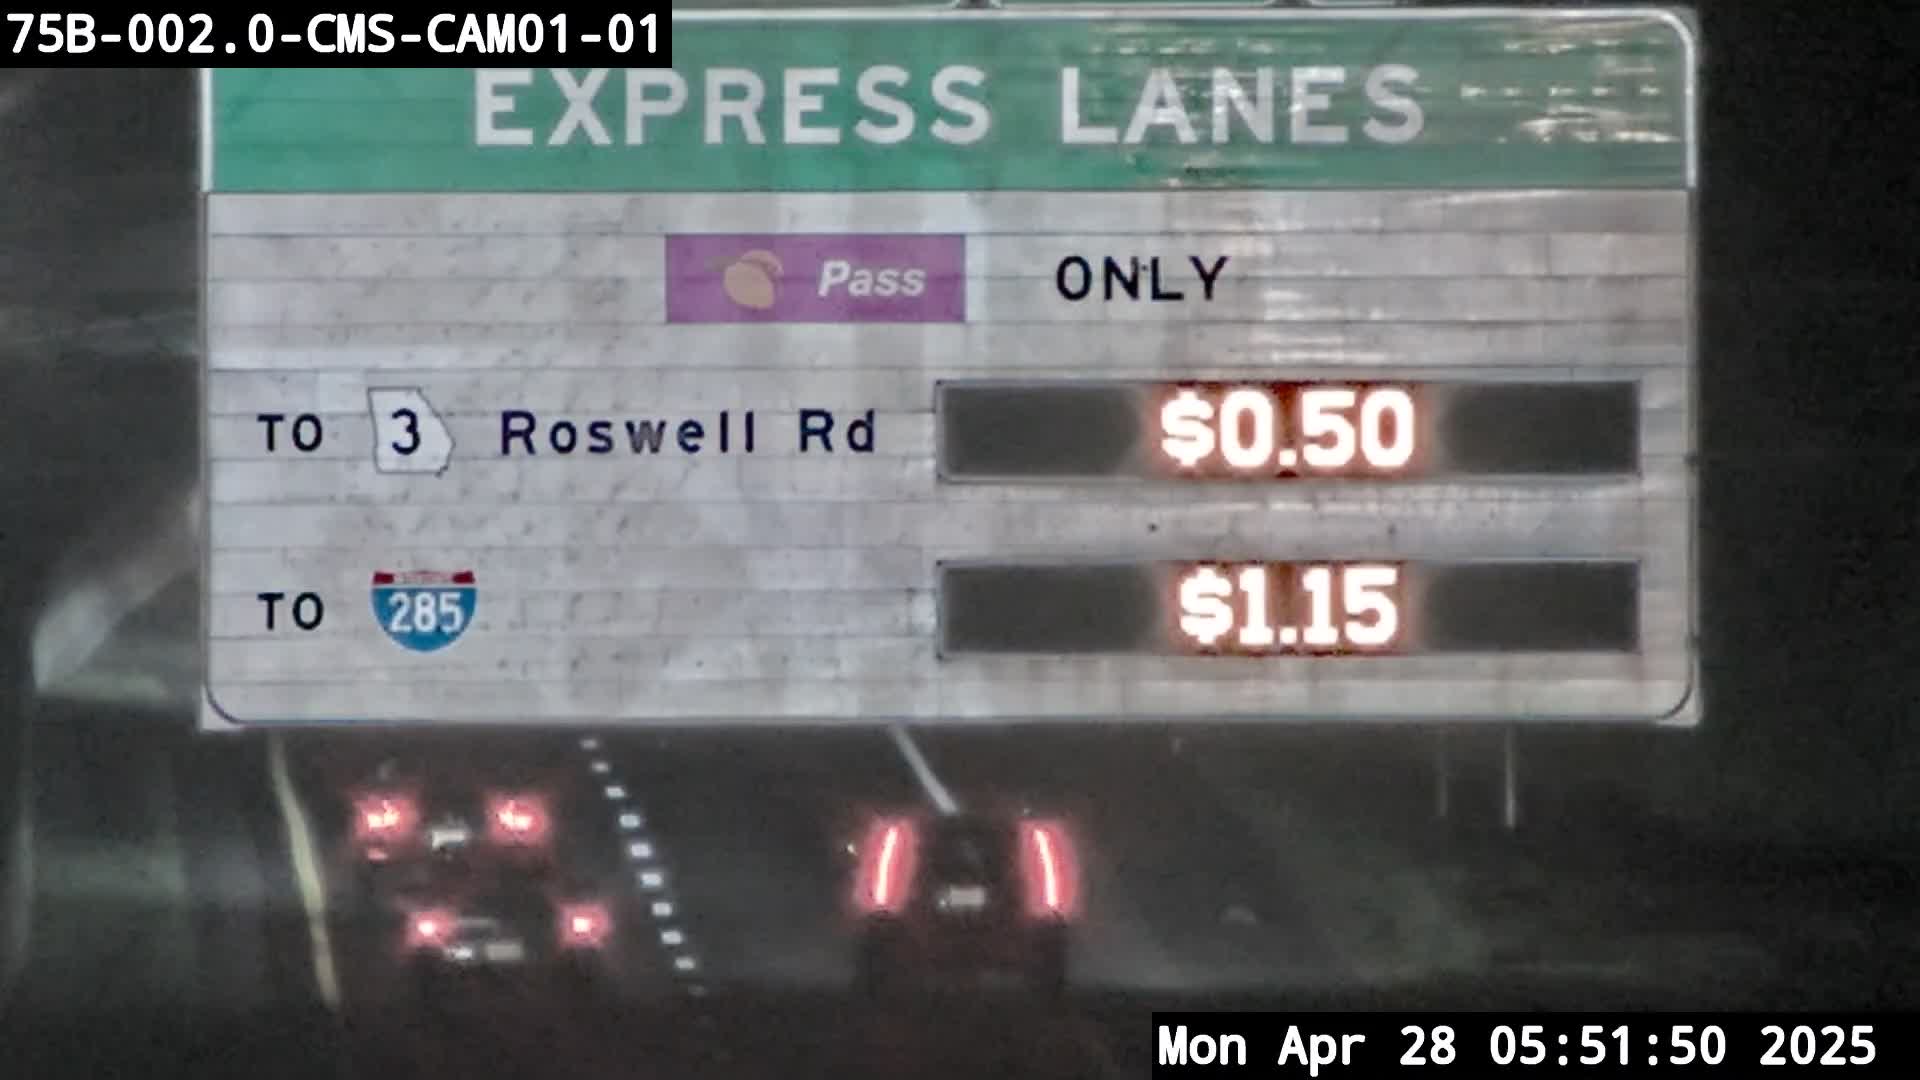 75B-002.0-CMS-CAM01-01
EXPRESS LANES
Pass ONLY
TO 3 Roswell Rd $0.50
TO 285 $1.15
Mon Apr 28 05:51:50 2025